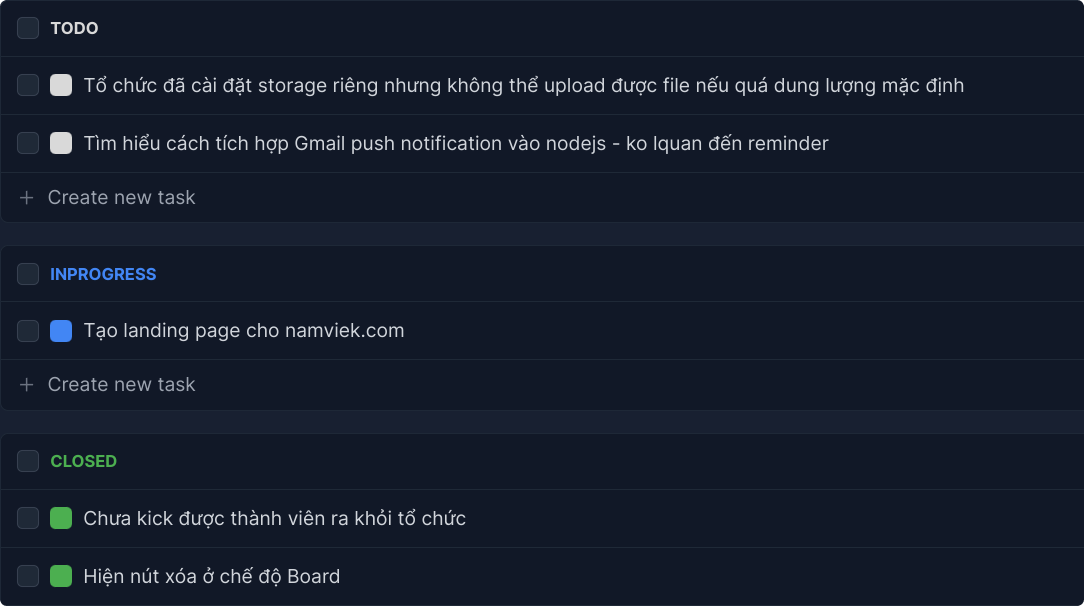 TODO
Tổ chức đã cài đặt storage riêng nhưng không thể upload được file nếu quá dung lượng mặc định
Tìm hiểu cách tích hợp Gmail push notification vào nodejs - ko lquan đến reminder
+ Create new task
INPROGRESS
Tạo landing page cho namviek.com
+ Create new task
CLOSED
Chưa kick được thành viên ra khỏi tổ chức
Hiện nút xóa ở chế độ Board